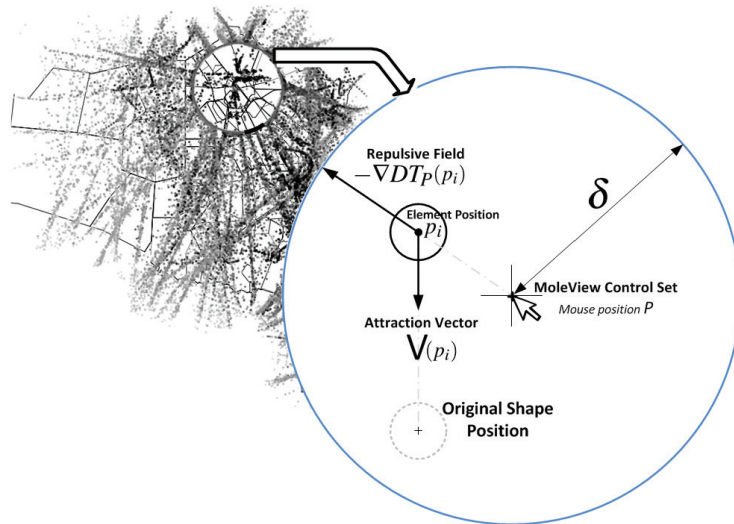 Repulsive Field
−∇DT_P(p_i)
Element Position
p_i
δ
MoleView Control Set
Mouse position P
Attraction Vector
V(p_i)
Original Shape
Position